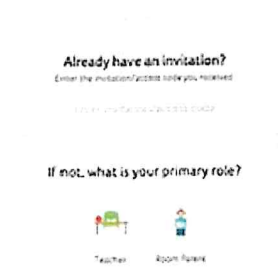 Already have an invitation?
Enter the invitation/access code you received
If not, what is your primary role?
Teacher
Room Parent